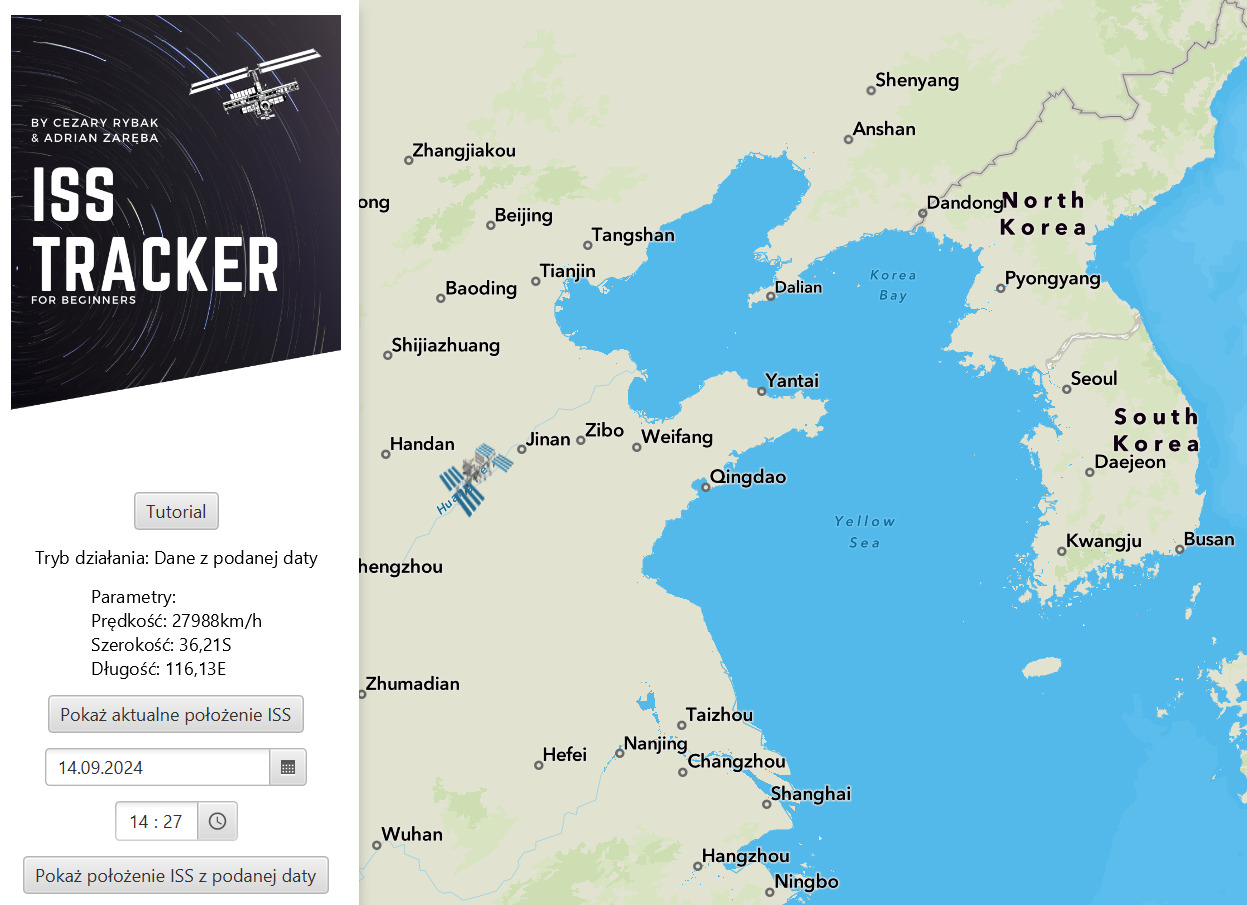 BY CEZARY RYBAK
& ADRIAN ZARĘBA
ISS
TRACKER
FOR BEGINNERS
Tutorial
Tryb działania: Dane z podanej daty
Parametry:
Prędkość: 27988km/h
Szerokość: 36,21S
Długość: 116,13E
Pokaż aktualne położenie ISS
14.09.2024
14 : 27
Pokaż położenie ISS z podanej daty
Shenyang
Anshan
Zhangjiakou
ong
Dandong
North
Korea
Beijing
Tangshan
Tianjin
Korea
Bay
Pyongyang
Baoding
Dalian
Shijiazhuang
Yantai
Seoul
South
Korea
Handan
Jinan
Zibo
Weifang
Daejeon
Qingdao
Yellow
Sea
Kwangju
Busan
hengzhou
Zhumadian
Taizhou
Nanjing
Hefei
Changzhou
Shanghai
Wuhan
Hangzhou
Ningbo